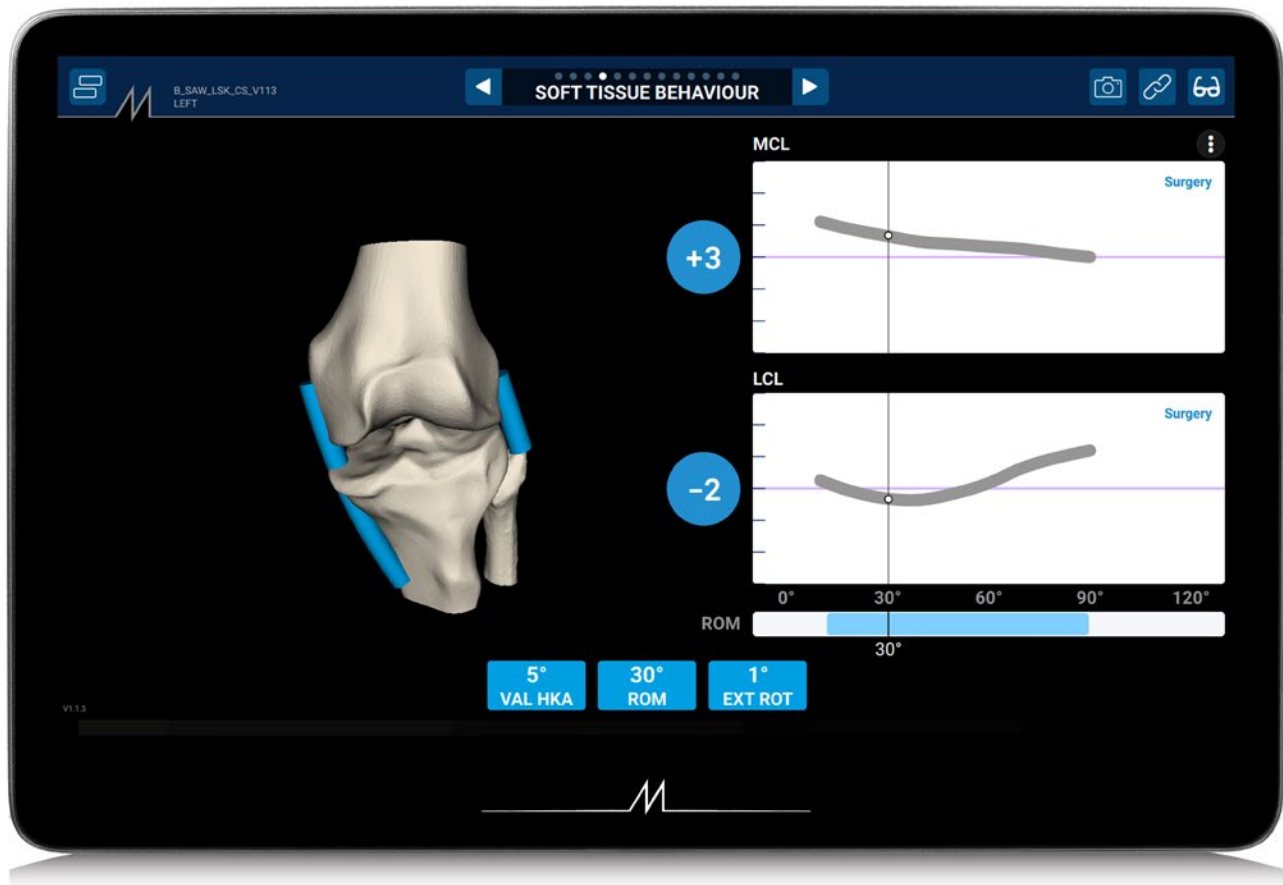 B_SAW_LSK_CS_V113
LEFT
SOFT TISSUE BEHAVIOUR
MCL
Surgery
+3
LCL
Surgery
-2
0° 30° 60° 90° 120°
ROM
30°
5° 30° 1°
VAL HKA ROM EXT ROT
V1.1.3